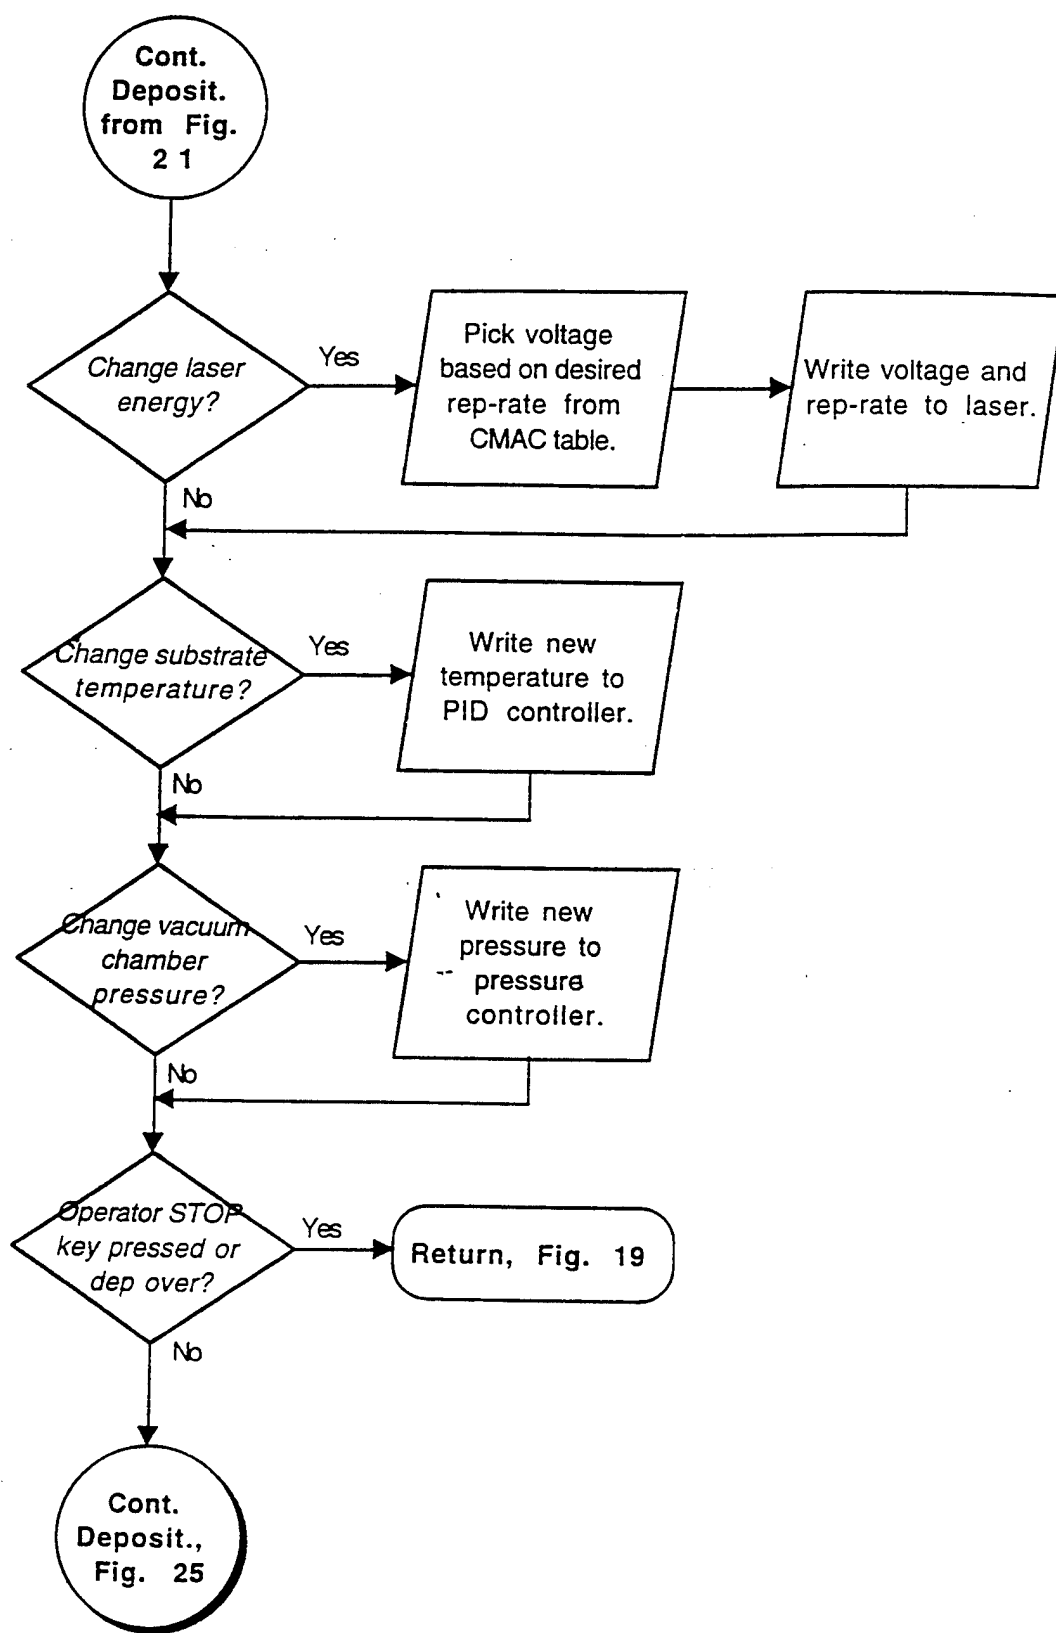 Cont.
Deposit.
from Fig.
2 1
Change laser
energy?
Yes
Pick voltage
based on desired
rep-rate from
CMAC table.
Write voltage and
rep-rate to laser.
No
Change substrate
temperature?
Yes
Write new
temperature to
PID controller.
No
Change vacuum
chamber
pressure?
Yes
Write new
pressure to
pressure
controller.
No
Operator STOP
key pressed or
dep over?
Yes
Return, Fig. 19
No
Cont.
Deposit.,
Fig. 25